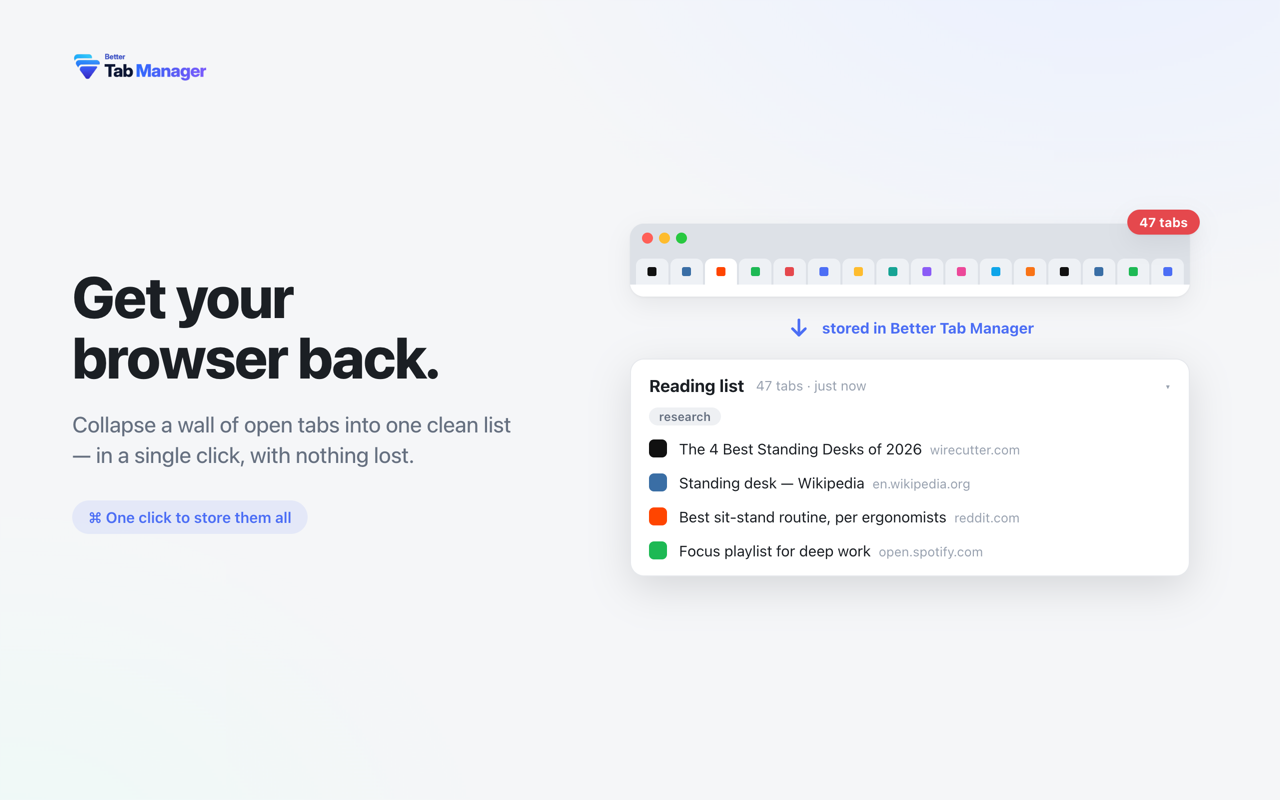 Better
Tab Manager
Get your
browser back.
Collapse a wall of open tabs into one clean list
— in a single click, with nothing lost.
⌘ One click to store them all
47 tabs
↓ stored in Better Tab Manager
Reading list 47 tabs · just now
research
The 4 Best Standing Desks of 2026 wirecutter.com
Standing desk — Wikipedia en.wikipedia.org
Best sit-stand routine, per ergonomists reddit.com
Focus playlist for deep work open.spotify.com